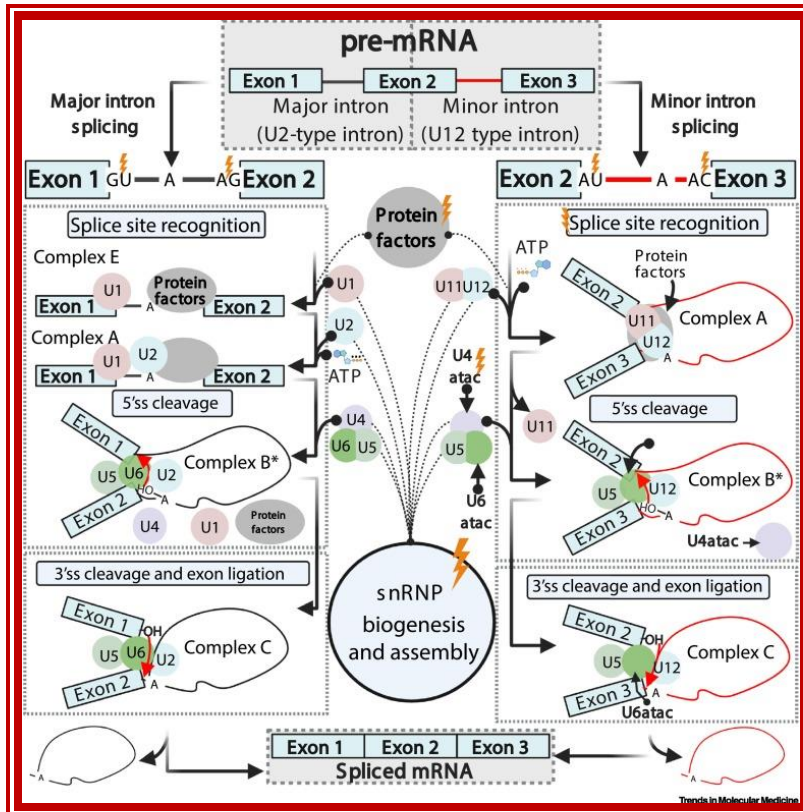 pre-mRNA
Exon 1
Exon 2
Exon 3
Major intron
(U2-type intron)
Minor intron
(U12 type intron)
Major intron
splicing
Minor intron
splicing
Exon 1
GU
A
AG
Exon 2
Exon 2
AU
A
AC
Exon 3
Splice site recognition
Complex E
U1
Protein
factors
Exon 1
A
Exon 2
Complex A
U1
U2
Exon 1
A
Exon 2
5'ss cleavage
Exon 1
U5
U6
U2
HO
A
Exon 2
Complex B*
U4
U1
Protein
factors
3'ss cleavage and exon ligation
Exon 1
OH
U5
U6
U2
Exon 2
A
Complex C
A
Protein
factors
U1
U11
U12
U2
ATP
ATP
U4
atac
U4
U6
U5
U5
U6
atac
U11
snRNP
biogenesis
and assembly
Splice site recognition
Protein
factors
Exon 2
U11
U12
Exon 3
A
Complex A
5'ss cleavage
Exon 2
U5
U12
HO
A
Exon 3
Complex B*
U4atac
3'ss cleavage and exon ligation
Exon 2
OH
U5
U12
Exon 3
A
Complex C
U6atac
A
Exon 1
Exon 2
Exon 3
Spliced mRNA
Trends in Molecular Medicine